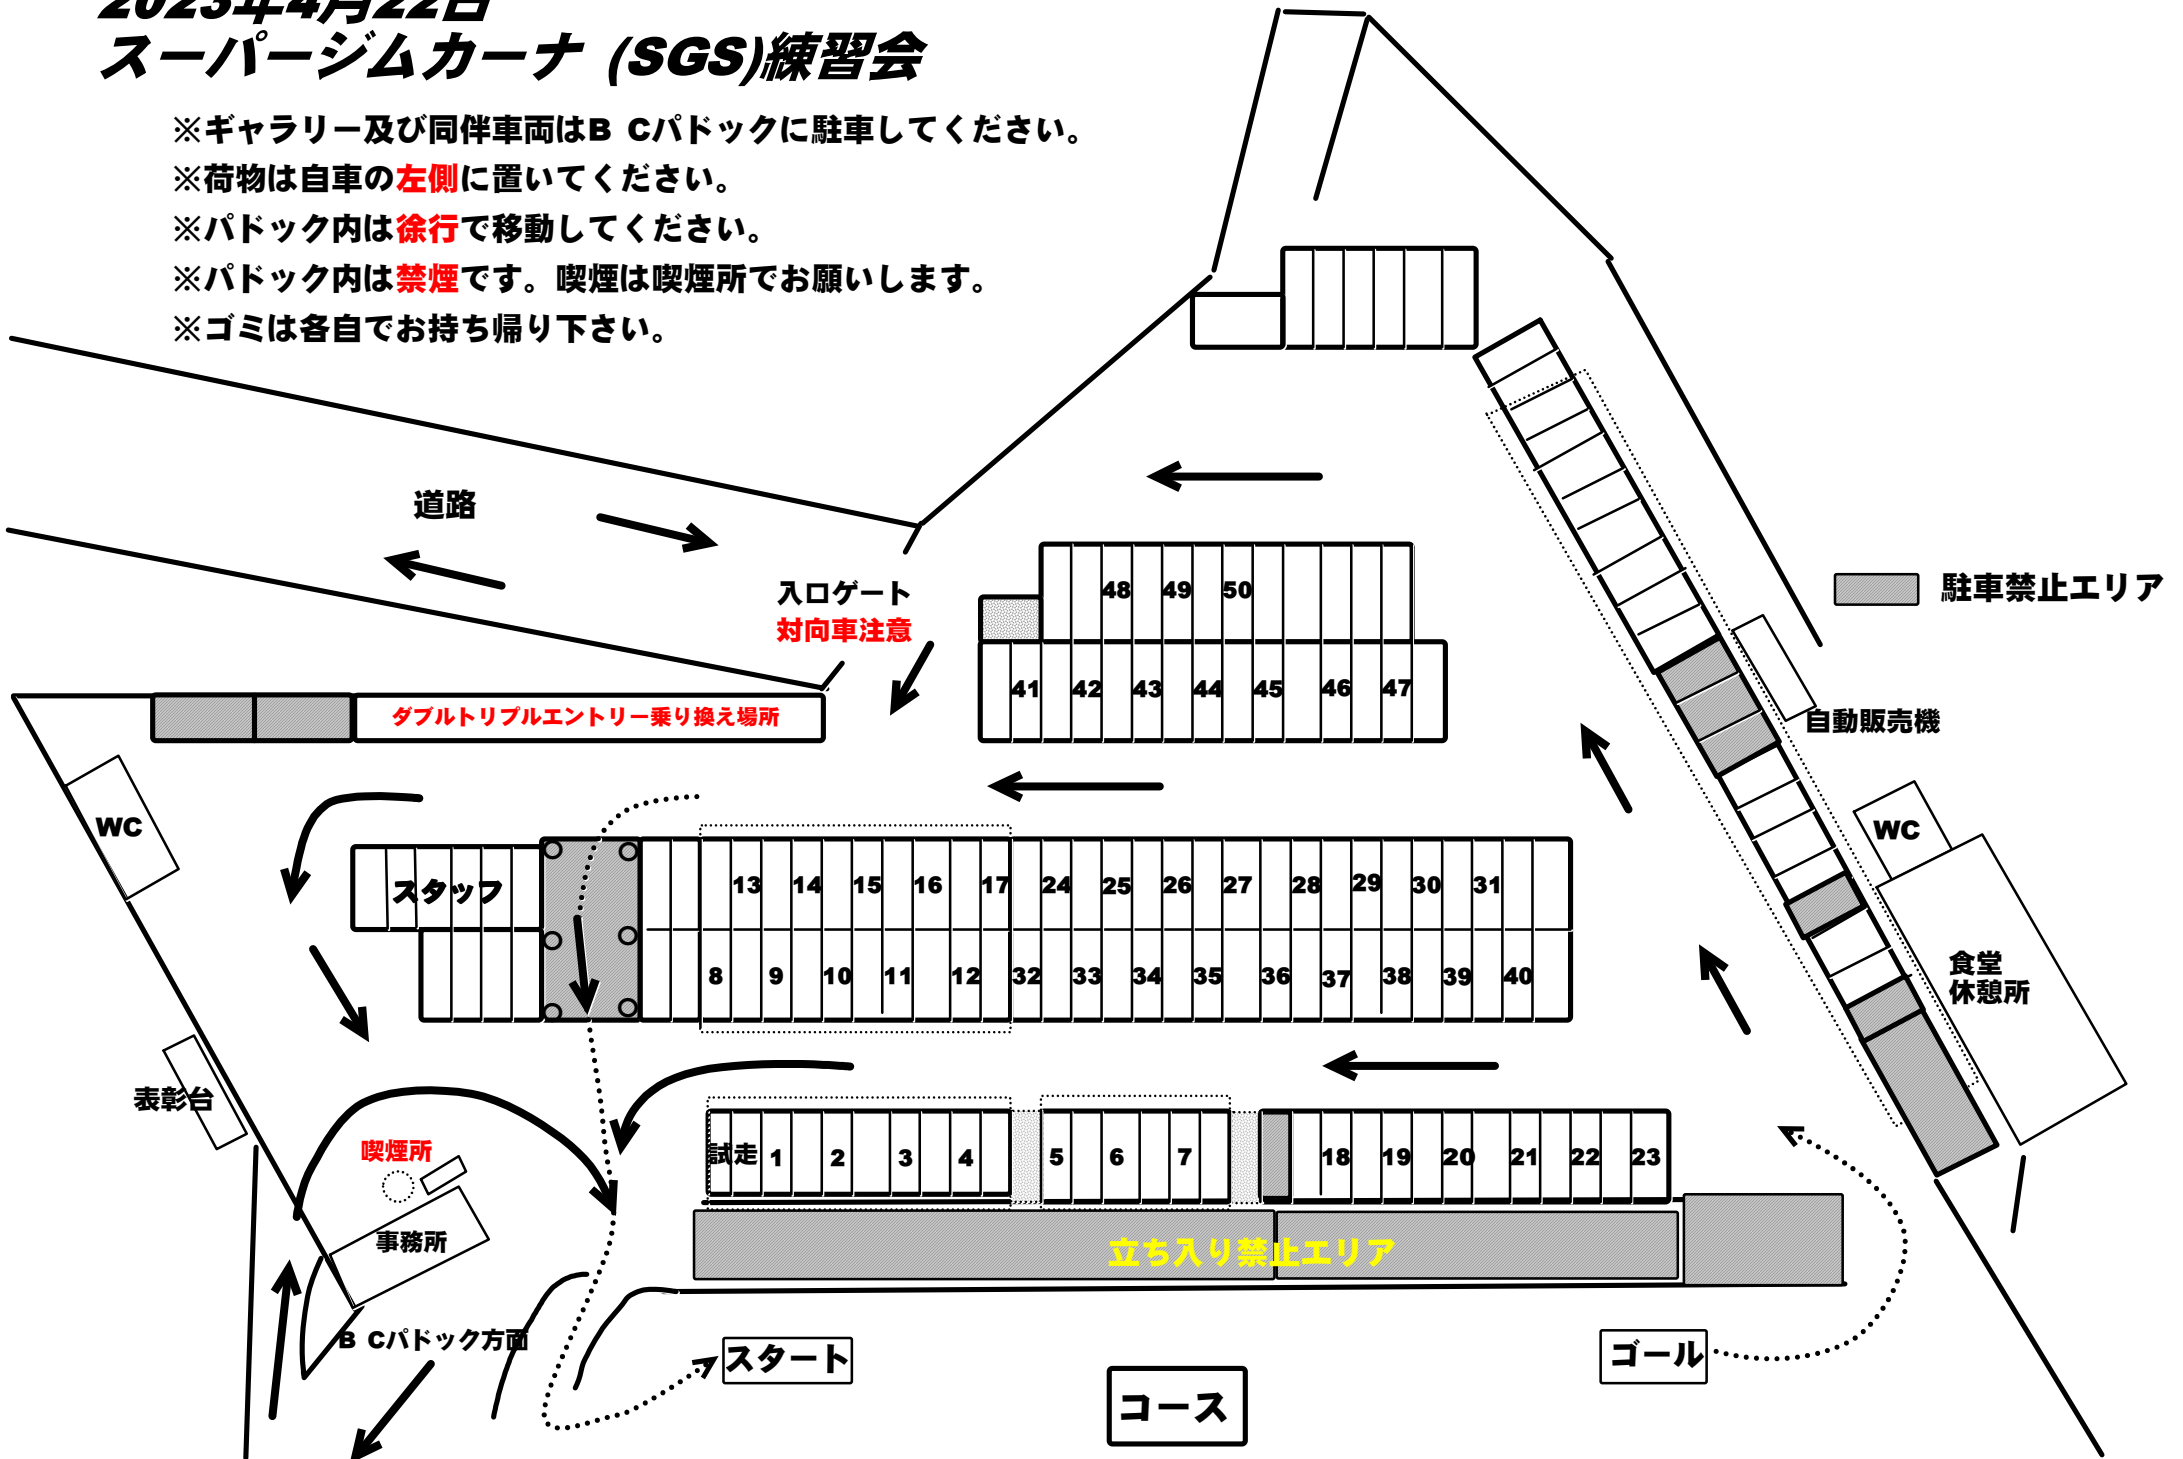 2023年4月22日
スーパージムカーナ (SGS)練習会
※ギャラリー及び同伴車両はB Cパドックに駐車してください。
※荷物は自車の左側に置いてください。
※パドック内は徐行で移動してください。
※パドック内は禁煙です。喫煙は喫煙所でお願いします。
※ゴミは各自でお持ち帰り下さい。
道路
入口ゲート
対向車注意
48 49 50
駐車禁止エリア
41 42 43 44 45 46 47
ダブルトリプルエントリー乗り換え場所
自動販売機
WC
WC
スタッフ
13 14 15 16 17 24 25 26 27 28 29 30 31
8 9 10 11 12 32 33 34 35 36 37 38 39 40
食堂
休憩所
表彰台
喫煙所
試走 1 2 3 4 5 6 7 18 19 20 21 22 23
事務所
立ち入り禁止エリア
B Cパドック方面
スタート
ゴール
コース